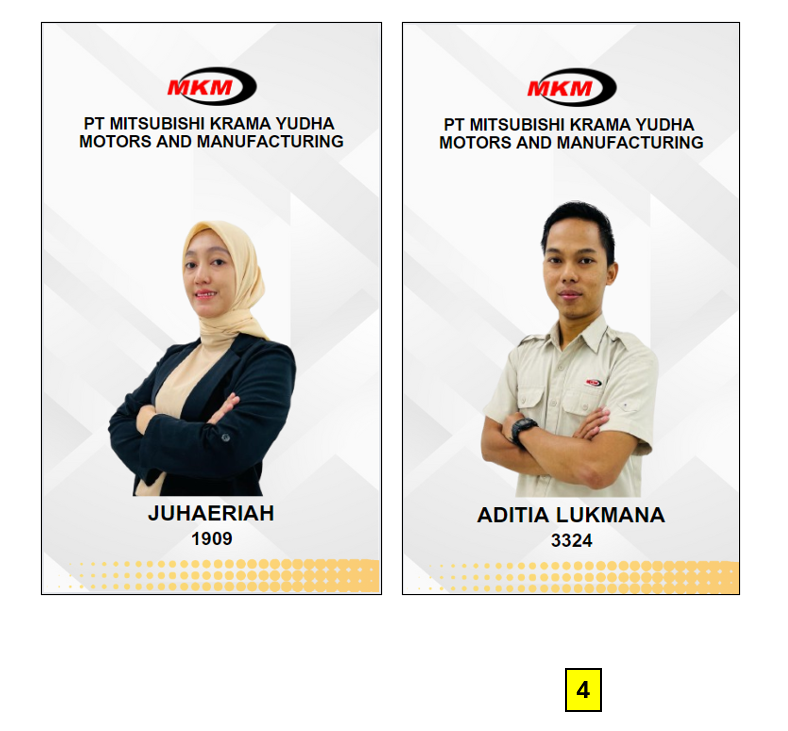 MKM
PT MITSUBISHI KRAMA YUDHA
MOTORS AND MANUFACTURING
JUHAERIAH
1909
MKM
PT MITSUBISHI KRAMA YUDHA
MOTORS AND MANUFACTURING
MKM
ADITIA LUKMANA
3324
4